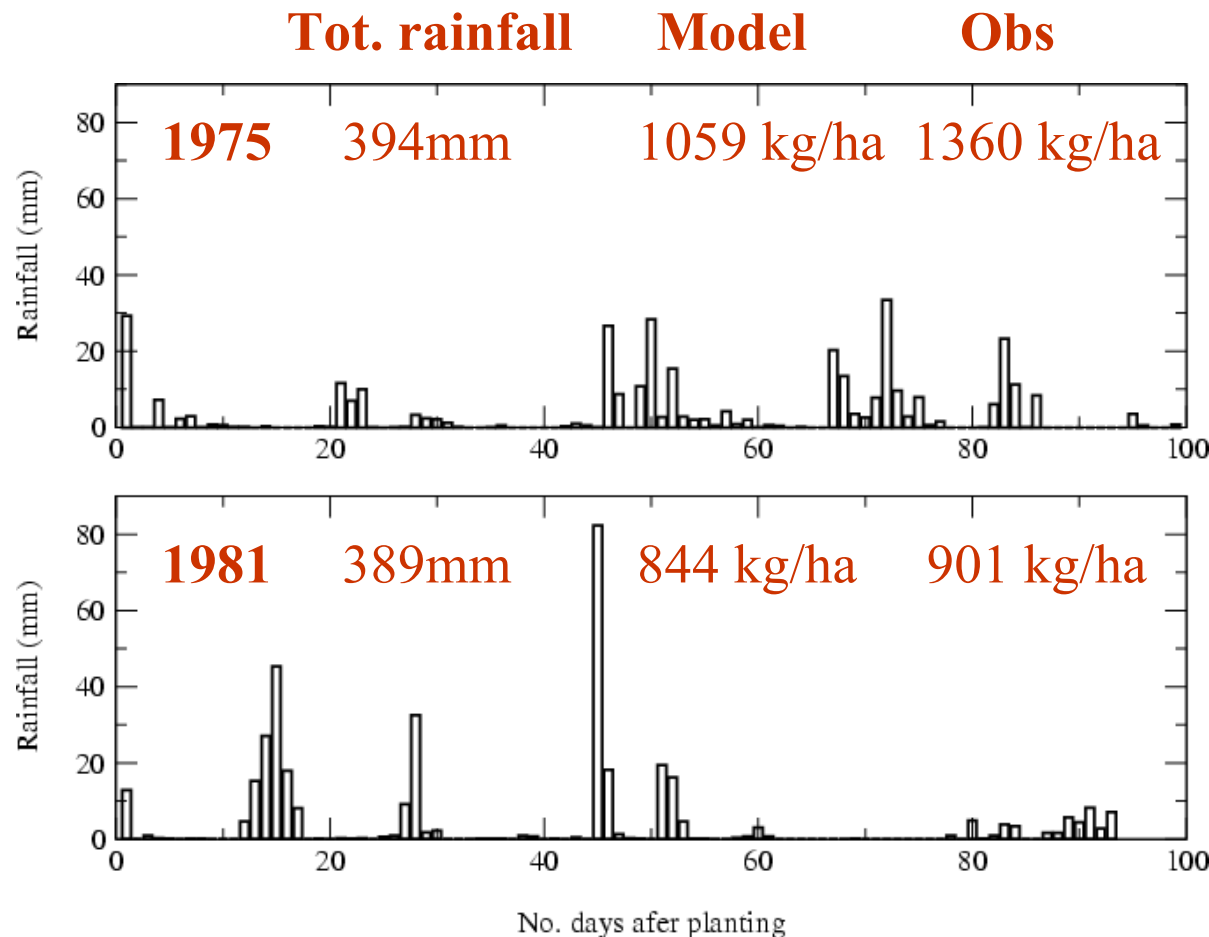 Tot. rainfall Model Obs
1975 394mm 1059 kg/ha 1360 kg/ha
80
60
40
20
0
Rainfall (mm)
0 20 40 60 80 100
1981 389mm 844 kg/ha 901 kg/ha
80
60
40
20
0
Rainfall (mm)
0 20 40 60 80 100
No. days afer planting